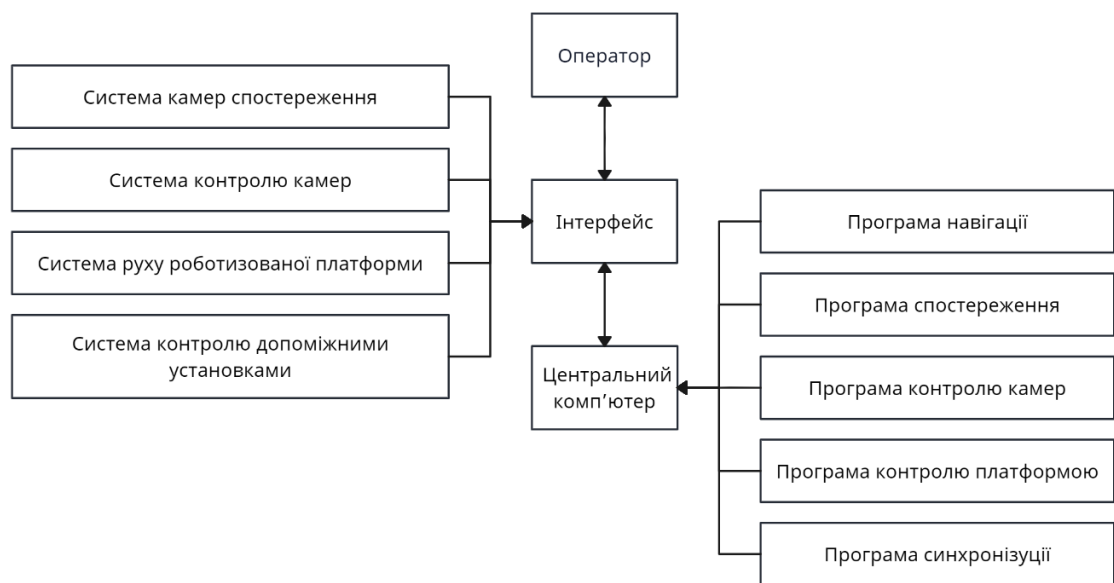 Оператор
Система камер спостереження
Система контролю камер
Система руху роботизованої платформи
Система контролю допоміжними
установками
Інтерфейс
Центральний
комп’ютер
Програма навігації
Програма спостереження
Програма контролю камер
Програма контролю платформою
Програма синхронізуції